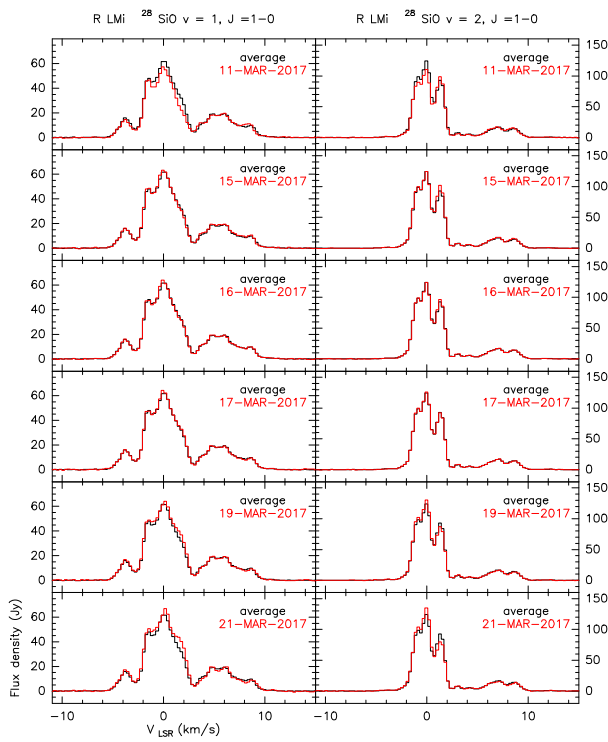 R LMi 28 SiO v = 1, J =1−0 R LMi 28 SiO v = 2, J =1−0
average average
60 11−MAR−2017 11−MAR−2017 150
40 100
20 50
0 0
average average
60 15−MAR−2017 15−MAR−2017 150
40 100
20 50
0 0
average average
60 16−MAR−2017 16−MAR−2017 150
40 100
20 50
0 0
average average
60 17−MAR−2017 17−MAR−2017 150
40 100
20 50
0 0
average average
60 19−MAR−2017 19−MAR−2017 150
40 100
20 50
0 0
average average
60 21−MAR−2017 21−MAR−2017 150
40 100
20 50
0 0
Flux density (Jy)
−10 0 10 −10 0 10
V LSR (km/s)